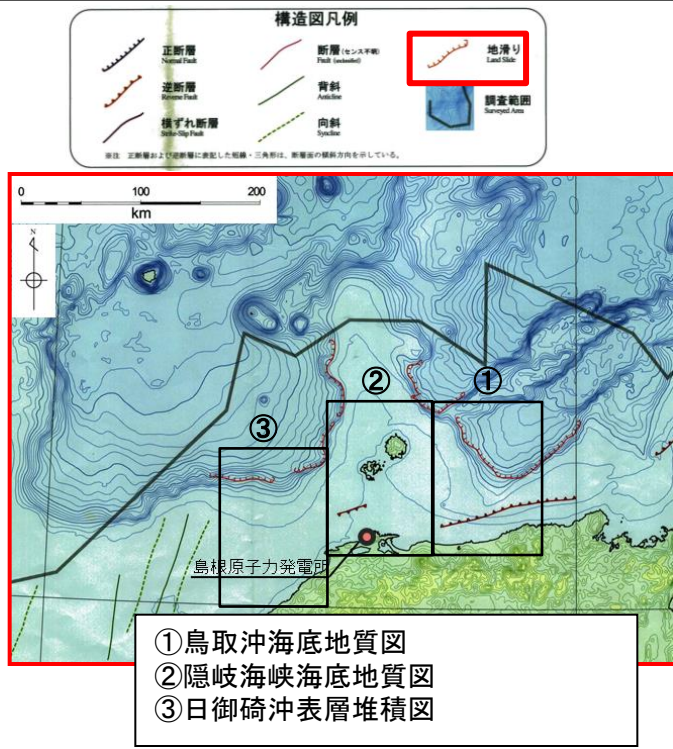 構造図凡例
正断層
Normal Fault
断層(センス不明)
Fault (unclassified)
地滑り
Land Slide
逆断層
Reverse Fault
背斜
Anticline
調査範囲
Surveyed Area
横ずれ断層
Strike-Slip Fault
向斜
Syncline
※注 正断層および逆断層に表記した短線・三角形は、断層面の傾斜方向を示している。
0 100 200
km
N
①
②
③
島根原子力発電所
①鳥取沖海底地質図
②隠岐海峡海底地質図
③日御碕沖表層堆積図